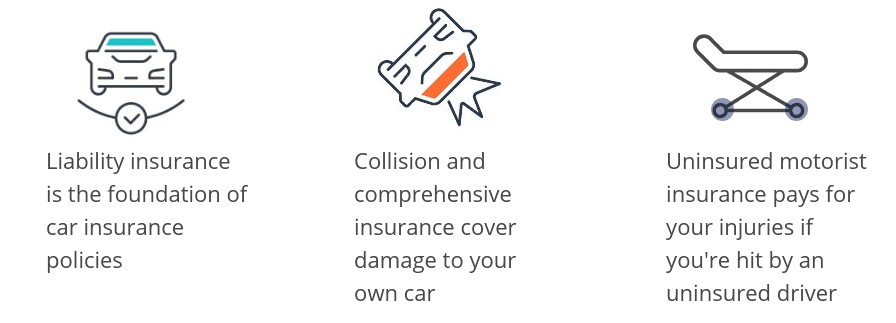 Liability insurance
is the foundation of
car insurance
policies
Collision and
comprehensive
insurance cover
damage to your
own car
Uninsured motorist
insurance pays for
your injuries if
you're hit by an
uninsured driver